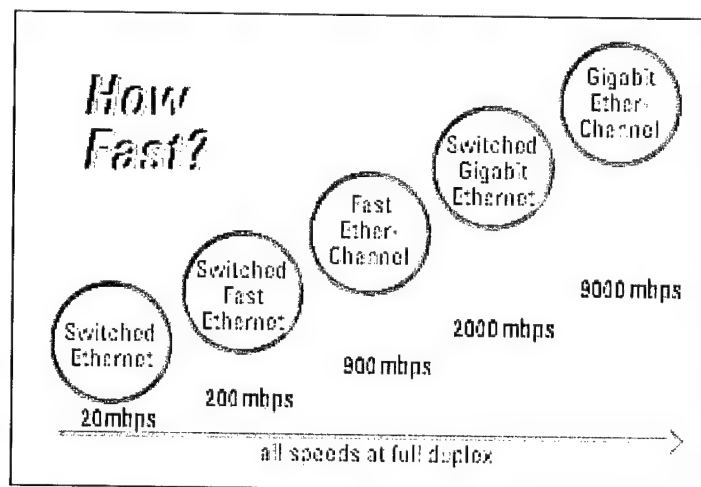 How
Fast?
Switched
Ethernet
20mbps
Switched
Fast
Ethernet
200 mbps
Fast
Ether-
Channel
900 mbps
Switched
Gigabit
Ethernet
2000 mbps
Gigabit
Ether-
Channel
9000 mbps
all speeds at full duplex